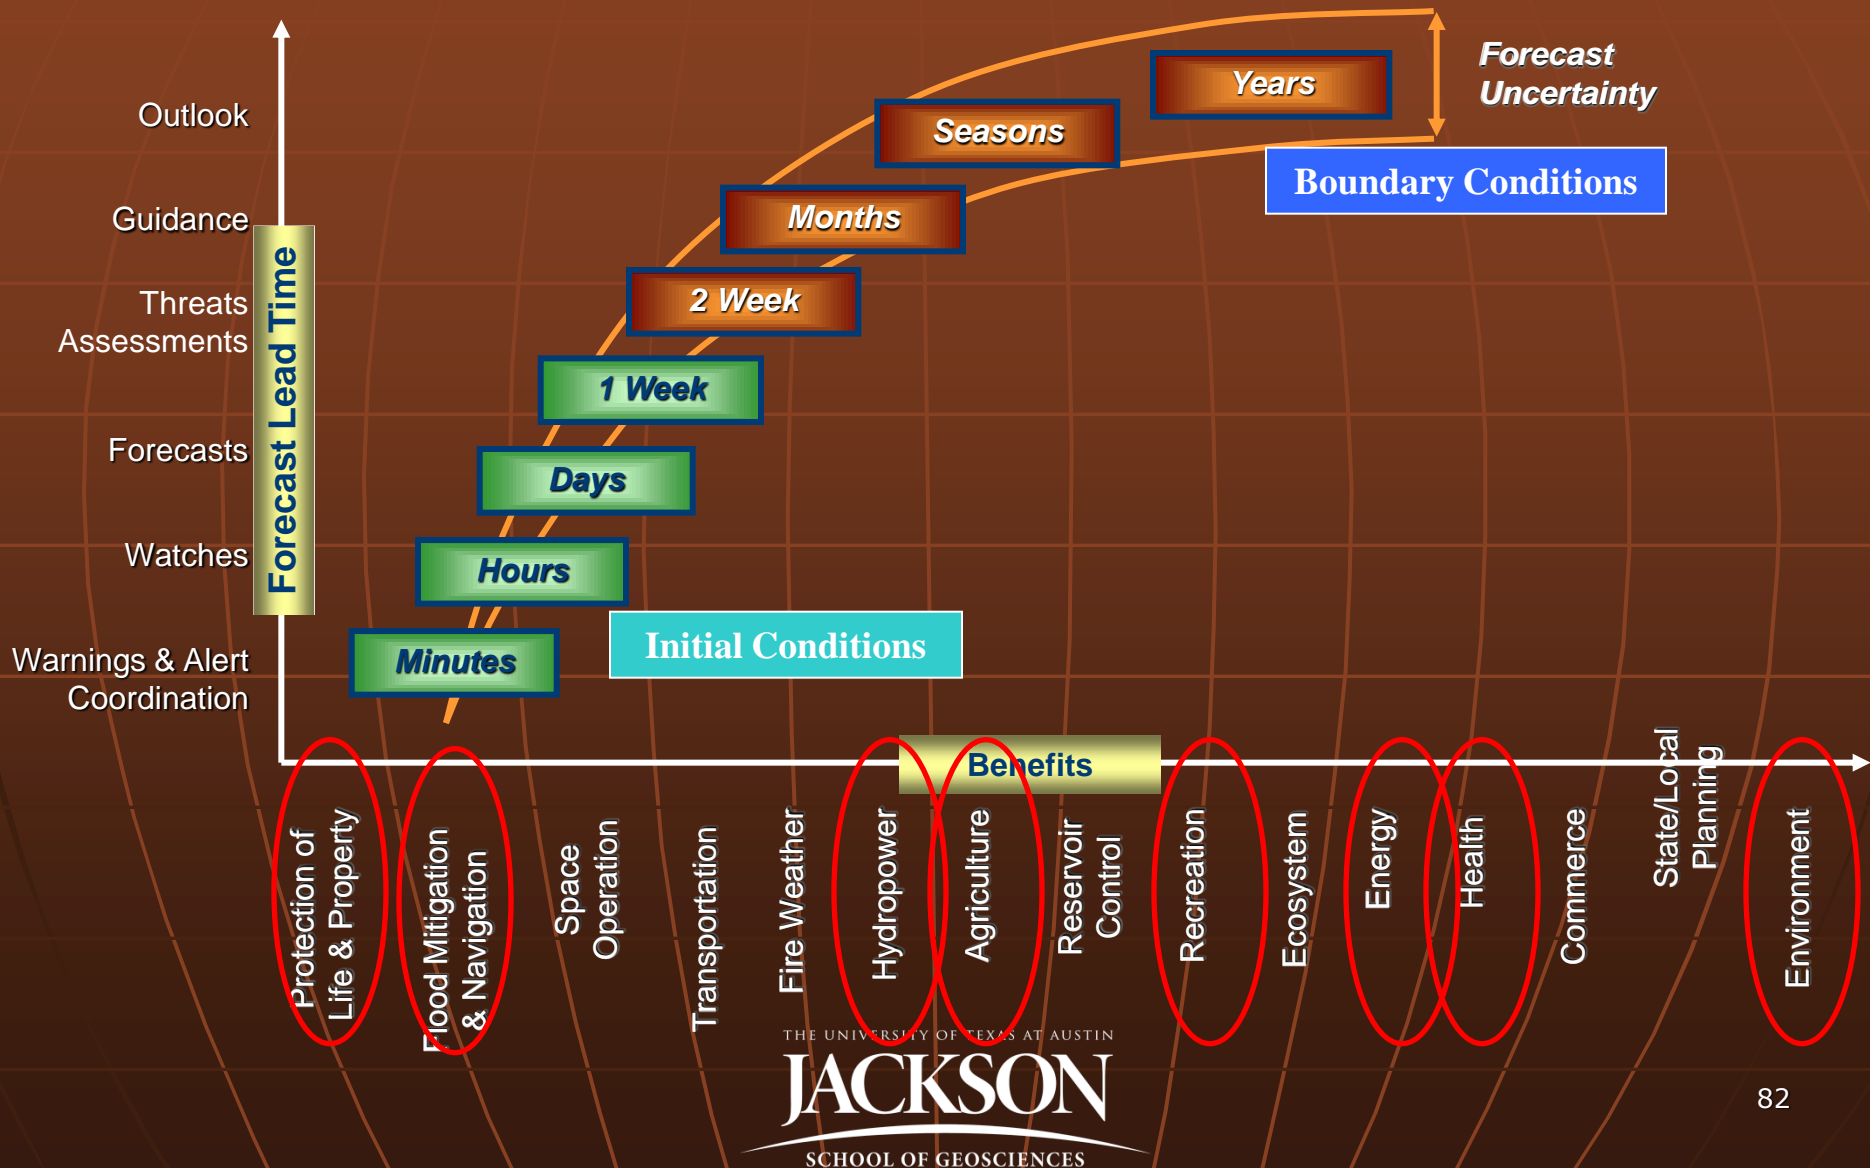 Outlook
Guidance
Threats
Assessments
Forecasts
Watches
Warnings & Alert
Coordination
Forecast Lead Time
Years
Seasons
Months
2 Week
1 Week
Days
Hours
Minutes
Forecast
Uncertainty
Boundary Conditions
Initial Conditions
Benefits
Protection of
Life & Property
Flood Mitigation
& Navigation
Space
Operation
Transportation
Fire Weather
Hydropower
Agriculture
Reservoir
Control
Recreation
Ecosystem
Energy
Health
Commerce
State/Local
Planning
Environment
THE UNIVERSITY OF TEXAS AT AUSTIN
JACKSON
SCHOOL OF GEOSCIENCES
82